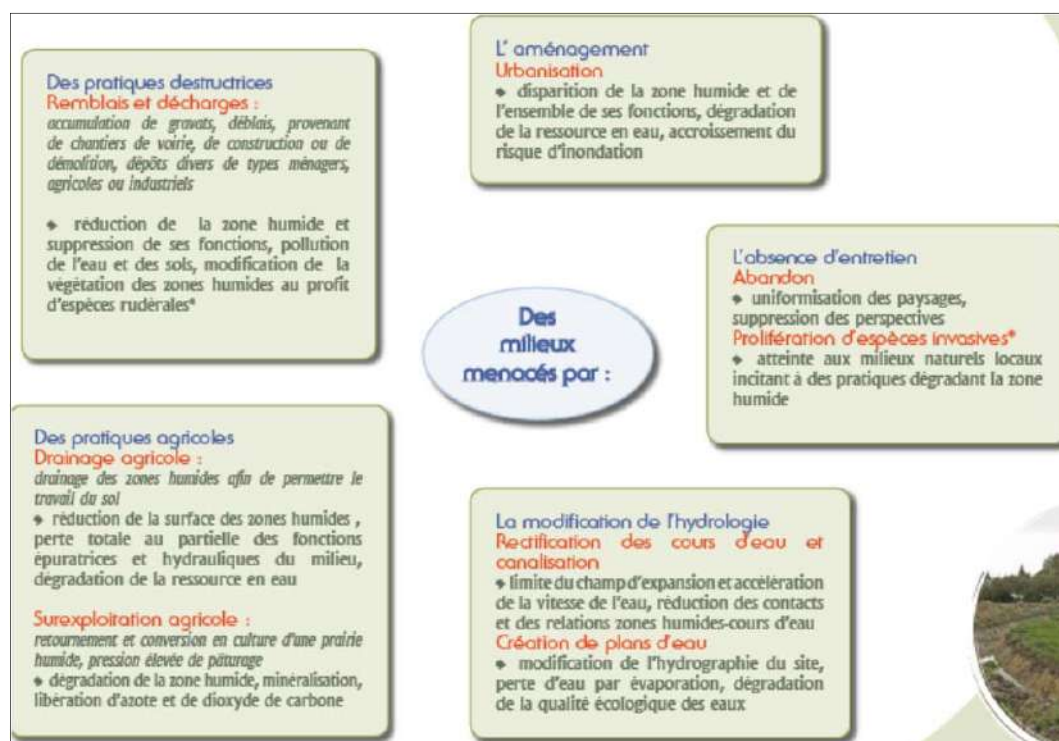 Des pratiques destructrices
Remblais et décharges :
accumulation de gravats, déblais, provenant
de chantiers de voirie, de construction ou de
démolition, dépôts divers de types ménagers,
agricoles ou industriels
◆ réduction de la zone humide et
suppression de ses fonctions, pollution
de l'eau et des sols, modification de la
végétation des zones humides au profit
d'espèces rudérales*
L' aménagement
Urbanisation
◆ disparition de la zone humide et de
l'ensemble de ses fonctions, dégradation
de la ressource en eau, accroissement du
risque d'inondation
Des
milieux
menacés par :
L'absence d'entretien
Abandon
◆ uniformisation des paysages,
suppression des perspectives
Prolifération d'espèces invasives*
◆ atteinte aux milieux naturels locaux
incitant à des pratiques dégradant la zone
humide
Des pratiques agricoles
Drainage agricole :
drainage des zones humides afin de permettre le
travail du sol
◆ réduction de la surface des zones humides ,
perte totale au partielle des fonctions
épuratrices et hydrauliques du milieu,
dégradation de la ressource en eau
Surexploitation agricole :
retournement et conversion en culture d'une prairie
humide, pression élevée de pâturage
◆ dégradation de la zone humide, minéralisation,
libération d'azote et de dioxyde de carbone
La modification de l'hydrologie
Rectification des cours d'eau et
canalisation
◆ limite du champ d'expansion et accélération
de la vitesse de l'eau, réduction des contacts
et des relations zones humides-cours d'eau
Création de plans d'eau
◆ modification de l'hydrographie du site,
perte d'eau par évaporation, dégradation
de la qualité écologique des eaux